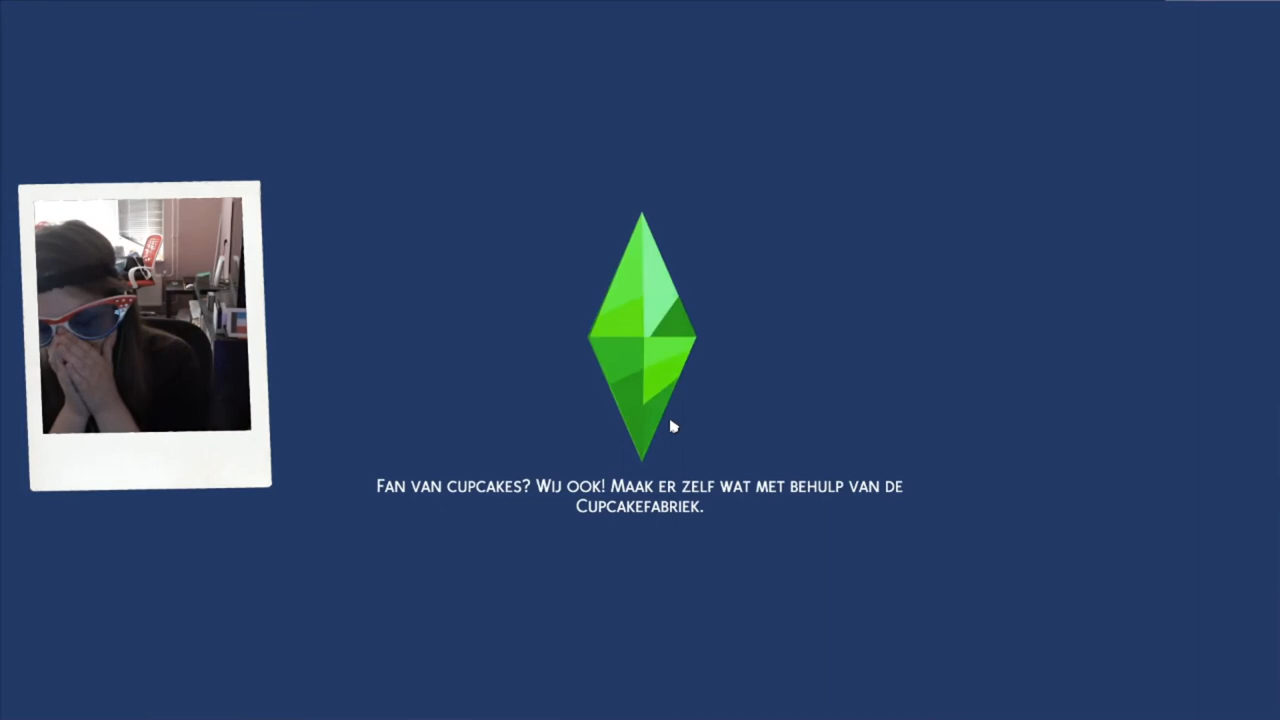 Fan van cupcakes? Wij ook! Maak er zelf wat met behulp van de
Cupcakefabriek.